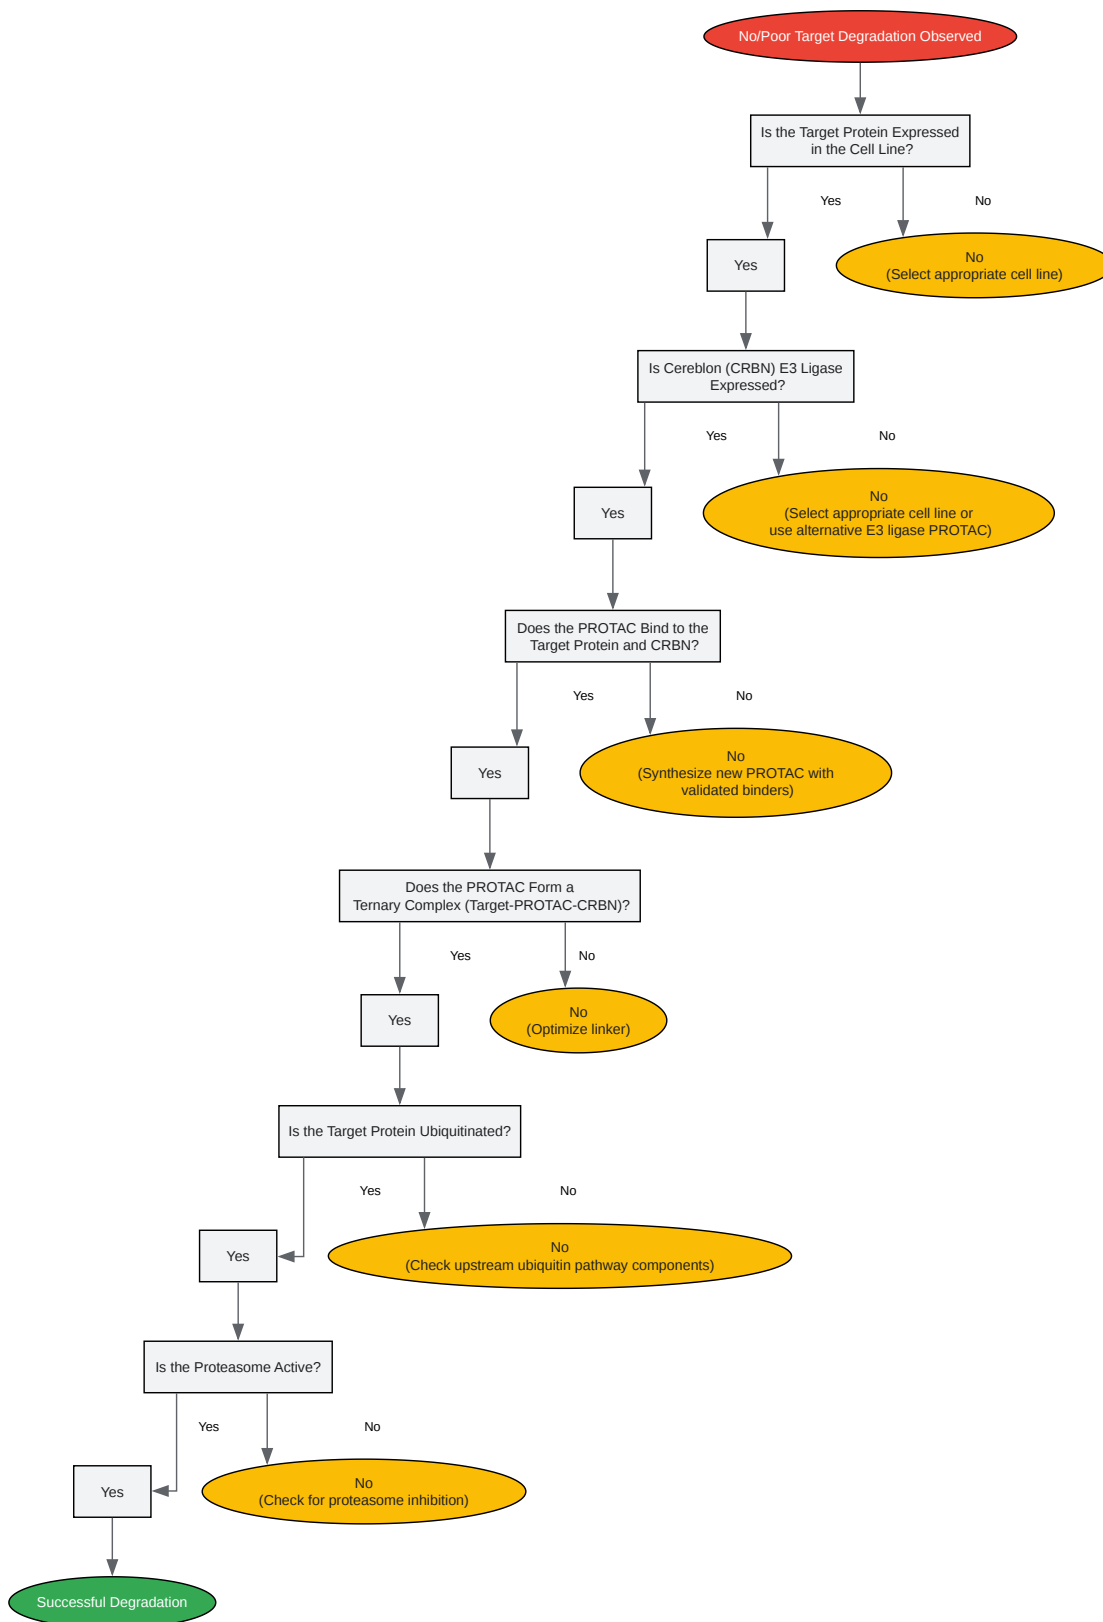 No/Poor Target Degradation Observed
Is the Target Protein Expressed
in the Cell Line?
Yes
No
Yes
No
(Select appropriate cell line)
Is Cereblon (CRBN) E3 Ligase
Expressed?
Yes
No
Yes
No
(Select appropriate cell line or
use alternative E3 ligase PROTAC)
Does the PROTAC Bind to the
Target Protein and CRBN?
Yes
No
Yes
No
(Synthesize new PROTAC with
validated binders)
Does the PROTAC Form a
Ternary Complex (Target-PROTAC-CRBN)?
Yes
No
Yes
No
(Optimize linker)
Is the Target Protein Ubiquitinated?
Yes
No
Yes
No
(Check upstream ubiquitin pathway components)
Is the Proteasome Active?
Yes
No
Yes
No
(Check for proteasome inhibition)
Successful Degradation